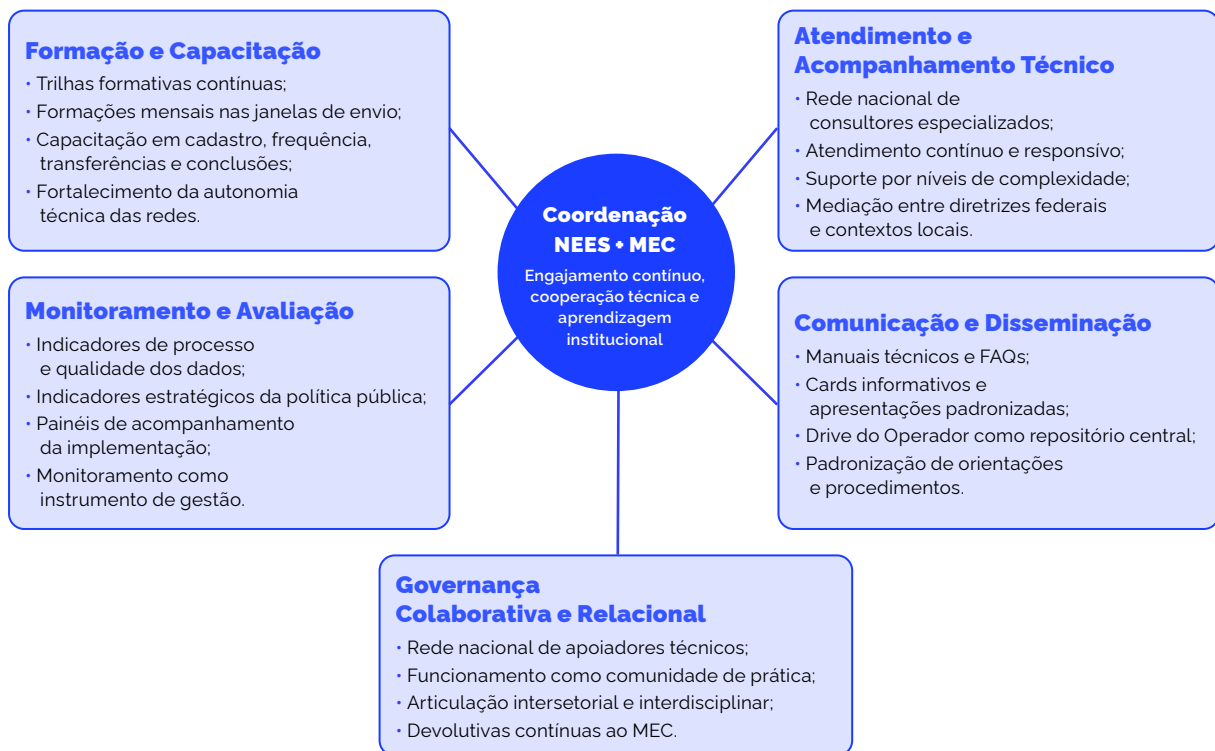 Formação e Capacitação
• Trilhas formativas contínuas;
• Formações mensais nas janelas de envio;
• Capacitação em cadastro, frequência,
transferências e conclusões;
• Fortalecimento da autonomia
técnica das redes.
Atendimento e
Acompanhamento Técnico
• Rede nacional de
consultores especializados;
• Atendimento contínuo e responsívo;
• Suporte por níveis de complexidade;
• Mediação entre diretrizes federais
e contextos locais.
Coordenação
NEES + MEC
Engajamento contínuo,
cooperação técnica e
aprendizagem
institucional
Monitoramento e Avaliação
• Indicadores de processo
e qualidade dos dados;
• Indicadores estratégicos da política pública;
• Painéis de acompanhamento
da implementação;
• Monitoramento como
instrumento de gestão.
Comunicação e Disseminação
• Manuais técnicos e FAQs;
• Cards informativos e
apresentações padronizadas;
• Drive do Operador como repositório central;
• Padronização de orientações
e procedimentos.
Governança
Colaborativa e Relacional
• Rede nacional de apoiadores técnicos;
• Funcionamento como comunidade de prática;
• Articulação intersetorial e interdisciplinar;
• Devolutivas contínuas ao MEC.